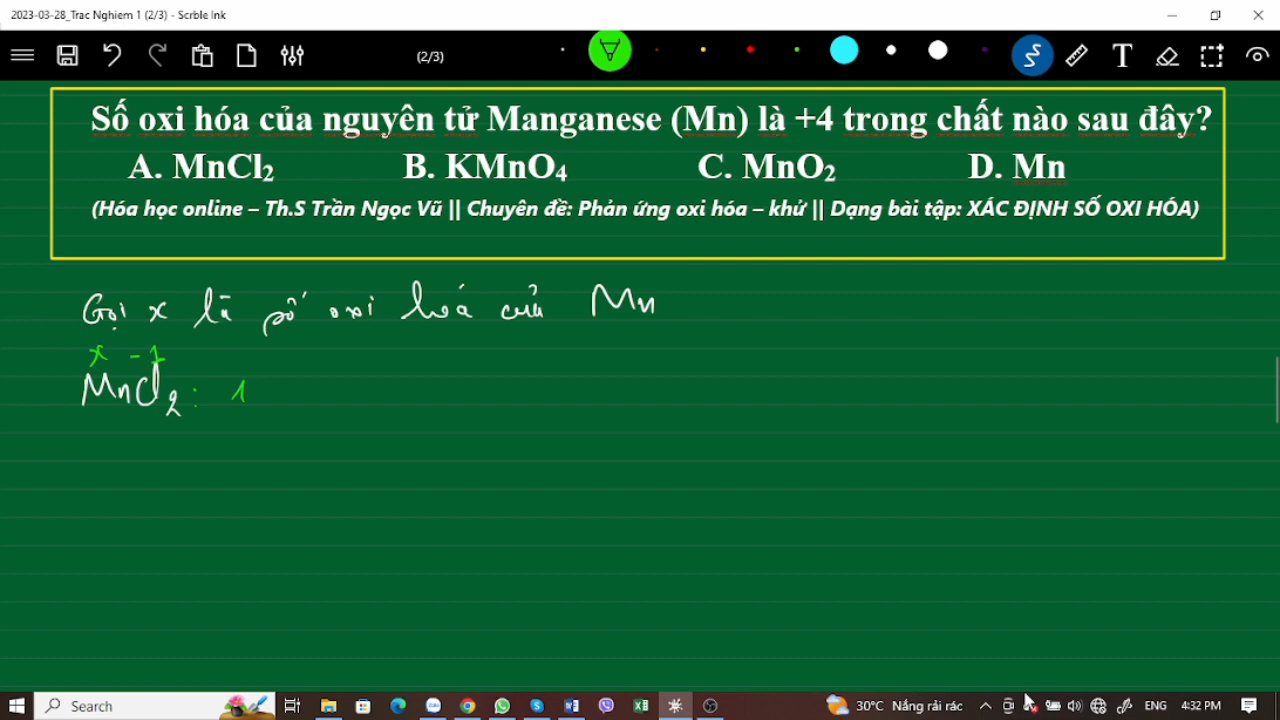 2023-03-28_Trac Nghiem 1 (2/3) - Scrble Ink
(2/3)
T
Số oxi hóa của nguyên tử Manganese (Mn) là +4 trong chất nào sau đây?
A. MnCl₂ B. KMnO₄ C. MnO₂ D. Mn
(Hóa học online – Th.S Trần Ngọc Vũ || Chuyên đề: Phản ứng oxi hóa – khử || Dạng bài tập: XÁC ĐỊNH SỐ OXI HÓA)
Gọi x là số oxi hoá của Mn
x -1
MnCl₂ : 1
Search 30°C Nắng rải rác ENG 4:32 PM